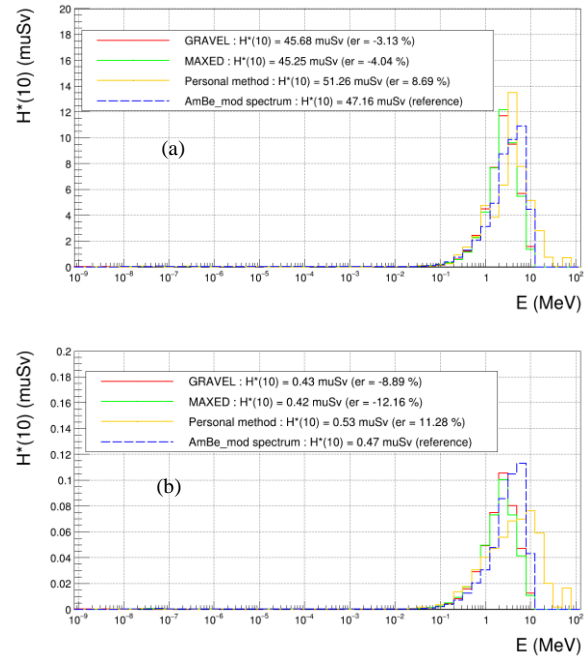 H*(10) (muSv)
20
18
16
14
12
10
8
6
4
2
0
GRAVEL : H*(10) = 45.68 muSv (er = -3.13 %)
MAXED : H*(10) = 45.25 muSv (er = -4.04 %)
Personal method : H*(10) = 51.26 muSv (er = 8.69 %)
AmBe_mod spectrum : H*(10) = 47.16 muSv (reference)
(a)
10⁻⁹ 10⁻⁸ 10⁻⁷ 10⁻⁶ 10⁻⁵ 10⁻⁴ 10⁻³ 10⁻² 10⁻¹ 1 10 10²
E (MeV)
H*(10) (muSv)
0.2
0.18
0.16
0.14
0.12
0.1
0.08
0.06
0.04
0.02
0
GRAVEL : H*(10) = 0.43 muSv (er = -8.89 %)
MAXED : H*(10) = 0.42 muSv (er = -12.16 %)
Personal method : H*(10) = 0.53 muSv (er = 11.28 %)
AmBe_mod spectrum : H*(10) = 0.47 muSv (reference)
(b)
10⁻⁹ 10⁻⁸ 10⁻⁷ 10⁻⁶ 10⁻⁵ 10⁻⁴ 10⁻³ 10⁻² 10⁻¹ 1 10 10²
E (MeV)